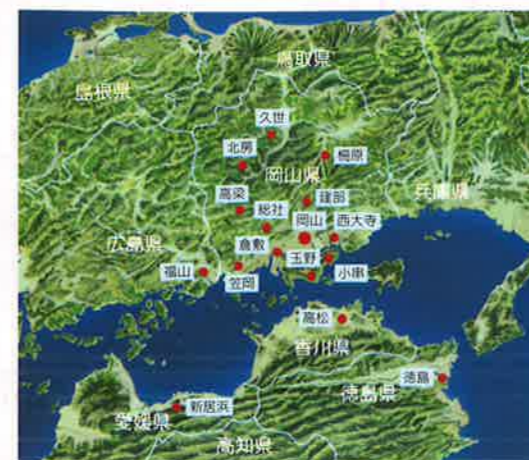 鳥取県
島根県
久世
北房
柵原
岡山県
建部
兵庫県
高梁
総社
岡山
西大寺
広島県
倉敷
玉野
福山
笠岡
小串
高松
香川県
徳島
徳島県
新居浜
愛媛県
高知県